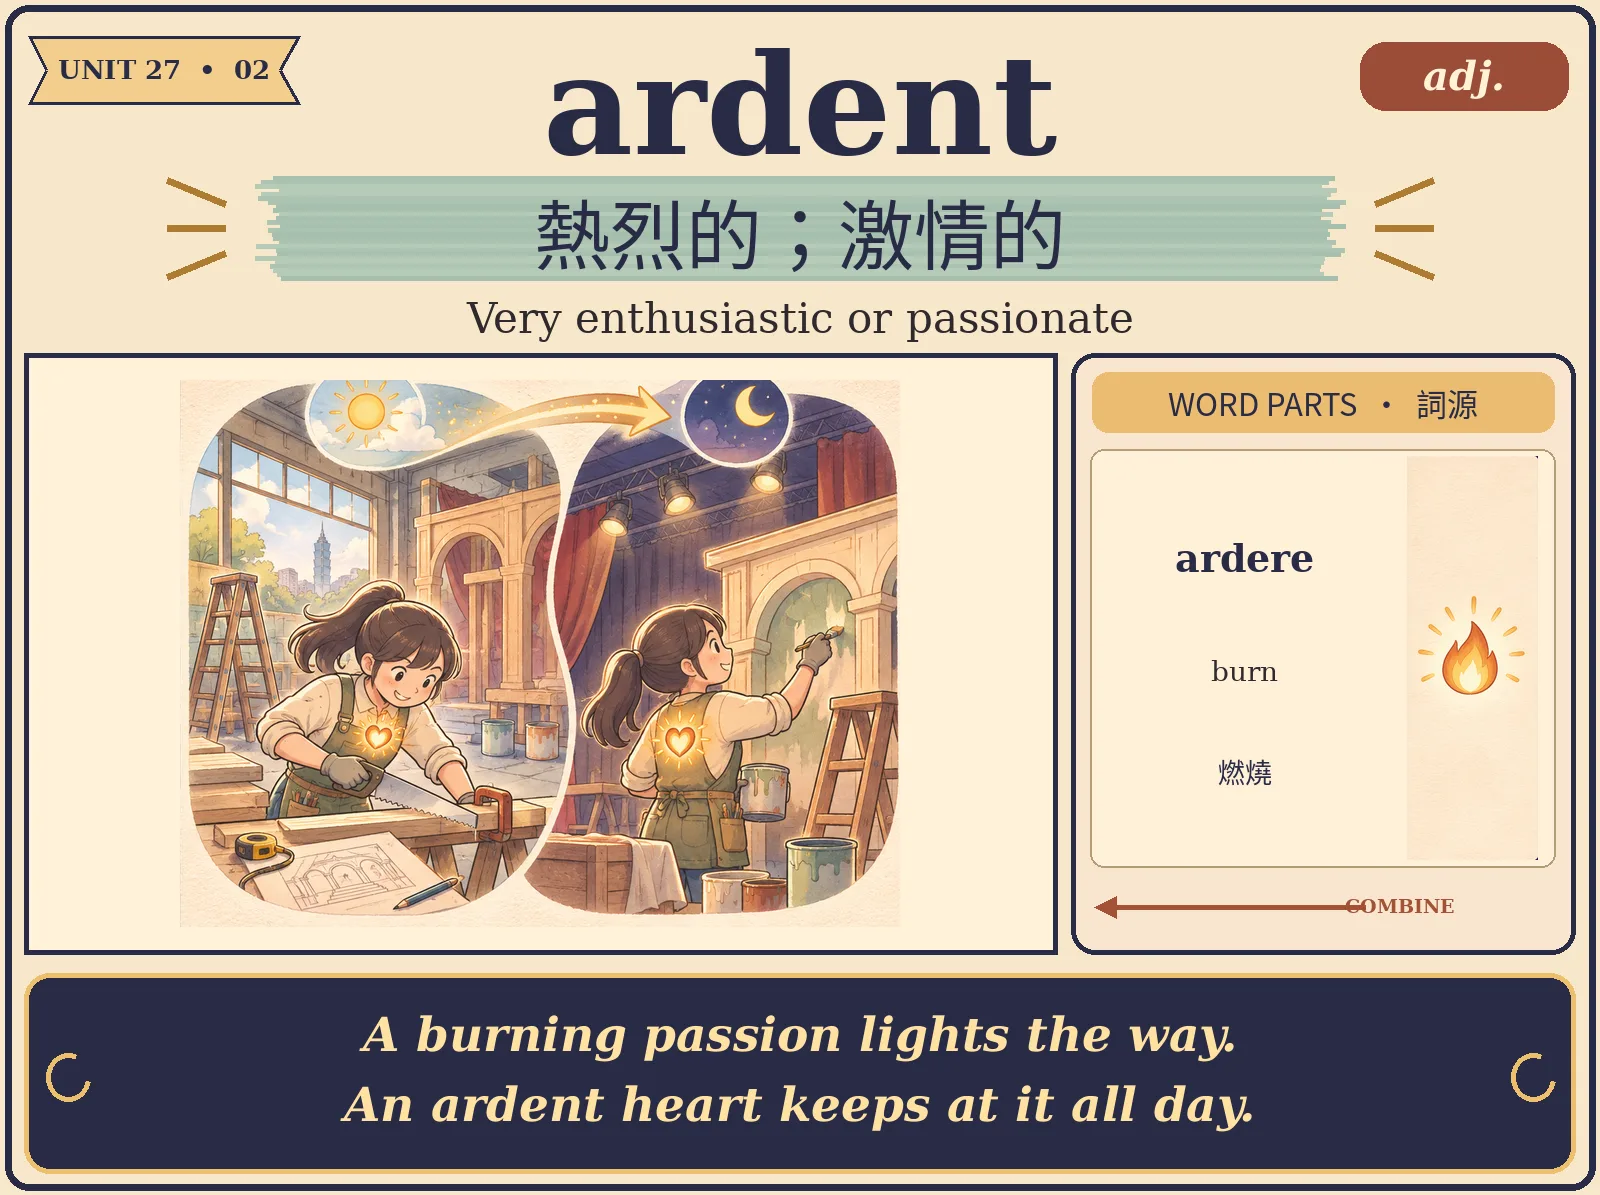 UNIT 27 • 02
ardent
adj.
熱烈的；激情的
Very enthusiastic or passionate
WORD PARTS · 詞源
ardere
burn
燃燒
COMBINE
A burning passion lights the way.
An ardent heart keeps at it all day.